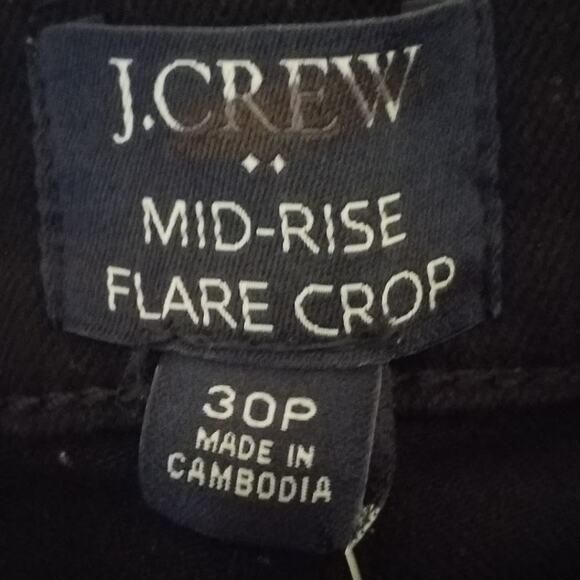 J.CREW
MID-RISE
FLARE CROP
30P
MADE IN
CAMBODIA